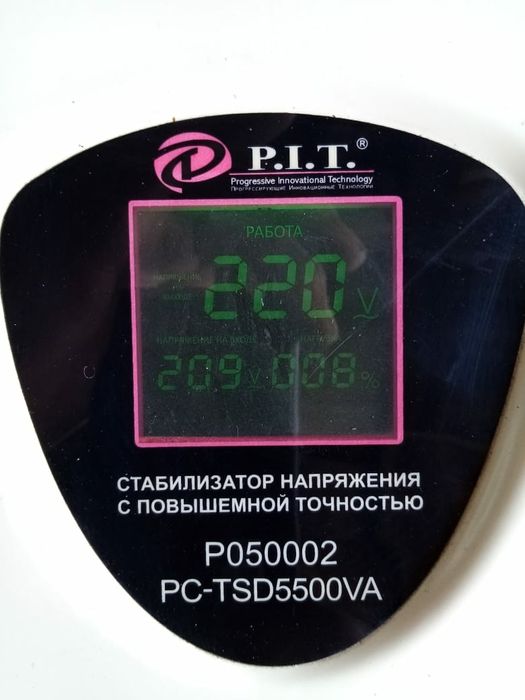 P.I.T.®
Progressive Innovational Technology
Прогрессирующие Инновационные Технологии
РАБОТА
НАПРЯЖЕНИЕ
220 V
ВЫХОДЕ
НАПРЯЖЕНИЕ НА ВХОДЕ НАГРУЗКА
209 V 008 %
СТАБИЛИЗАТОР НАПРЯЖЕНИЯ
С ПОВЫШЕМНОЙ ТОЧНОСТЬЮ
P050002
PC-TSD5500VA